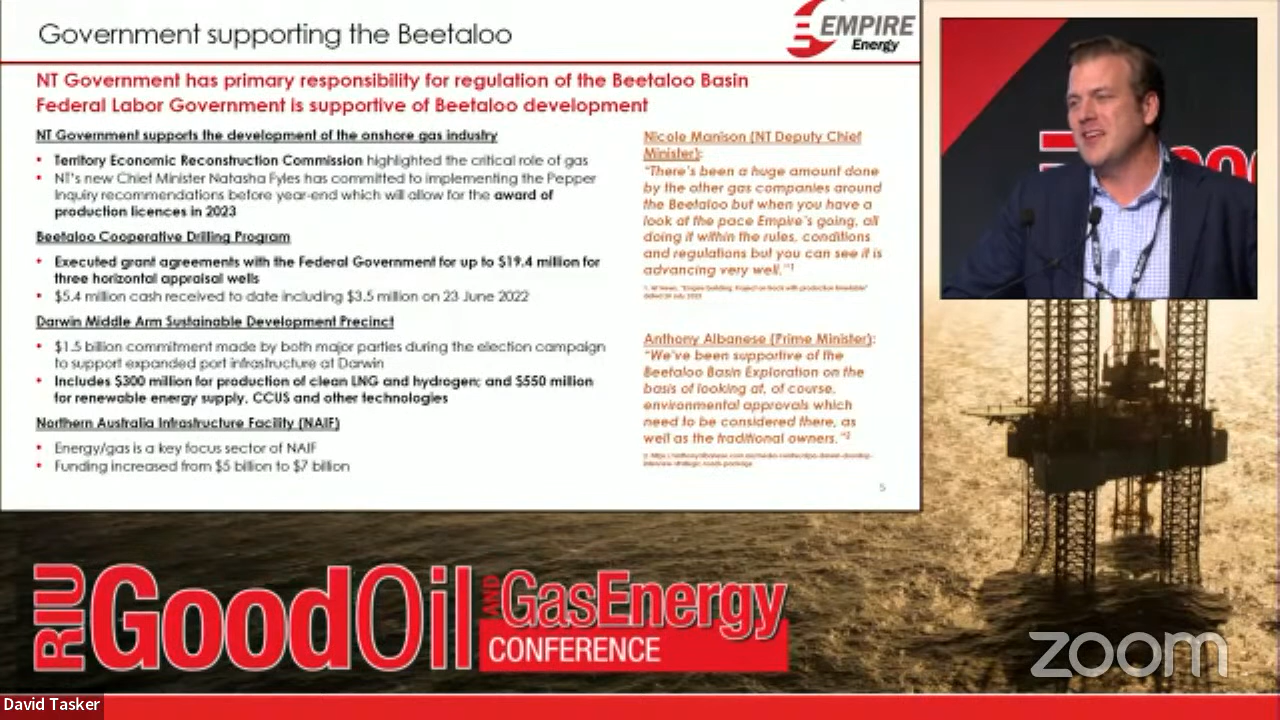 Government supporting the Beetaloo
EMPIRE
Energy
NT Government has primary responsibility for regulation of the Beetaloo Basin
Federal Labor Government is supportive of Beetaloo development
NT Government supports the development of the onshore gas industry
• Territory Economic Reconstruction Commission highlighted the critical role of gas
• NT's new Chief Minister Natasha Fyles has committed to implementing the Pepper
Inquiry recommendations before year-end which will allow for the award of
production licences in 2023
Beetaloo Cooperative Drilling Program
• Executed grant agreements with the Federal Government for up to $19.4 million for
three horizontal appraisal wells
• $5.4 million cash received to date including $3.5 million on 23 June 2022
Darwin Middle Arm Sustainable Development Precinct
• $1.5 billion commitment made by both major parties during the election campaign
to support expanded port infrastructure at Darwin
• Includes $300 million for production of clean LNG and hydrogen; and $550 million
for renewable energy supply, CCUS and other technologies
Northern Australia Infrastructure Facility (NAIF)
• Energy/gas is a key focus sector of NAIF
• Funding increased from $5 billion to $7 billion
Nicole Manison (NT Deputy Chief
Minister):
"There's been a huge amount done
by the other gas companies around
the Beetaloo but when you have a
look at the pace Empire's going, all
doing it within the rules, conditions
and regulations but you can see it is
advancing very well."1
Anthony Albanese (Prime Minister):
"We've been supportive of the
Beetaloo Basin Exploration on the
basis of looking at, of course,
environmental approvals which
need to be considered there, as
well as the traditional owners."2
5
RIU GoodOil AND GasEnergy
CONFERENCE
zoom
David Tasker